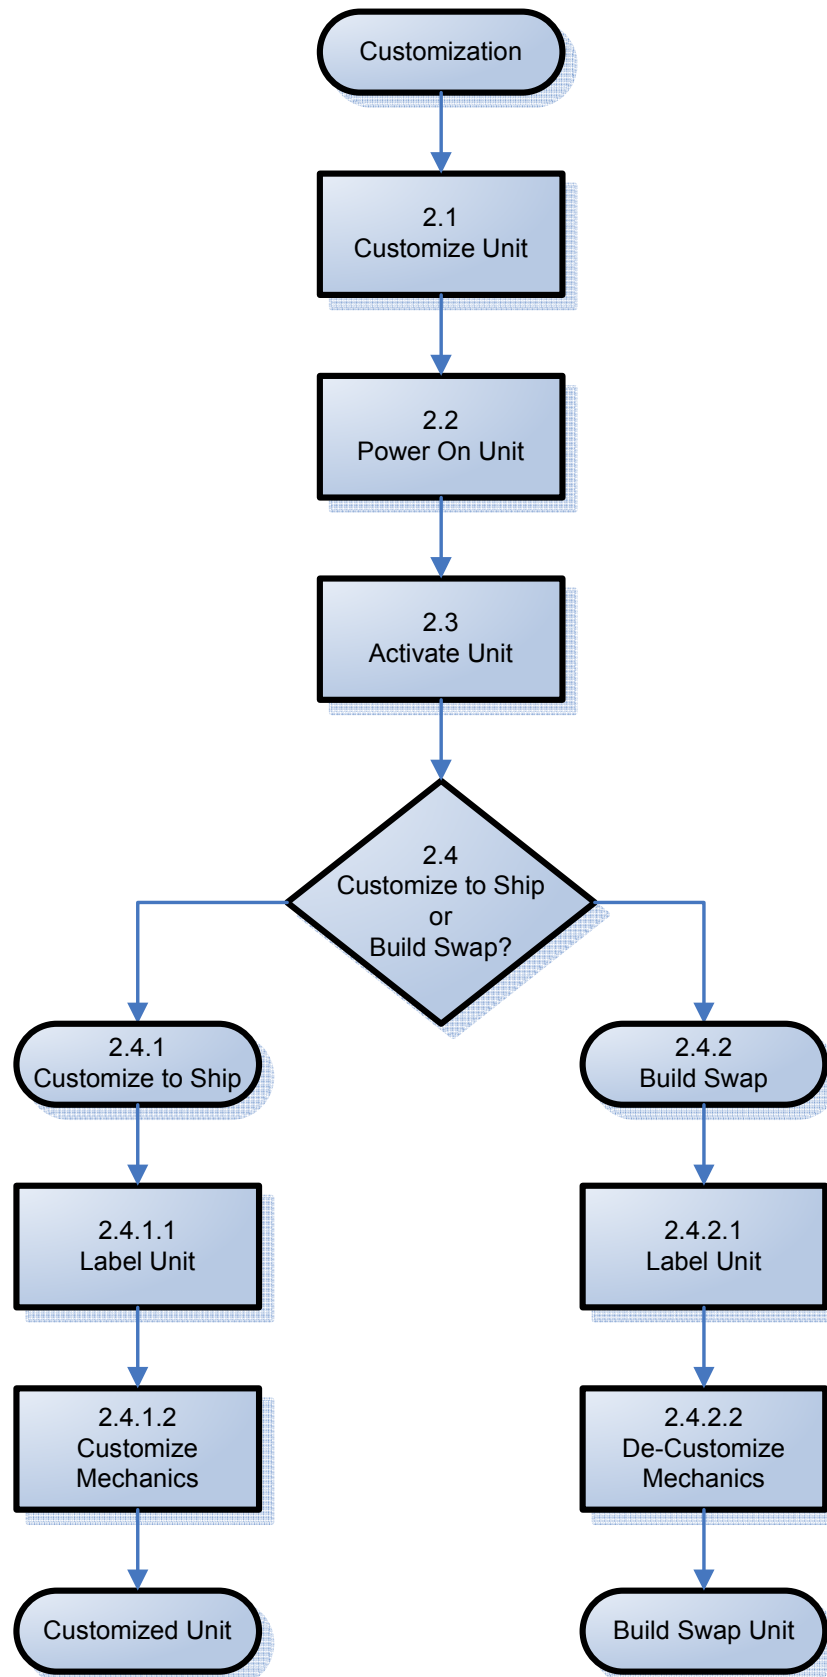 Customization
2.1
Customize Unit
2.2
Power On Unit
2.3
Activate Unit
2.4
Customize to Ship
or
Build Swap?
2.4.1
Customize to Ship
2.4.2
Build Swap
2.4.1.1
Label Unit
2.4.2.1
Label Unit
2.4.1.2
Customize
Mechanics
2.4.2.2
De-Customize
Mechanics
Customized Unit
Build Swap Unit